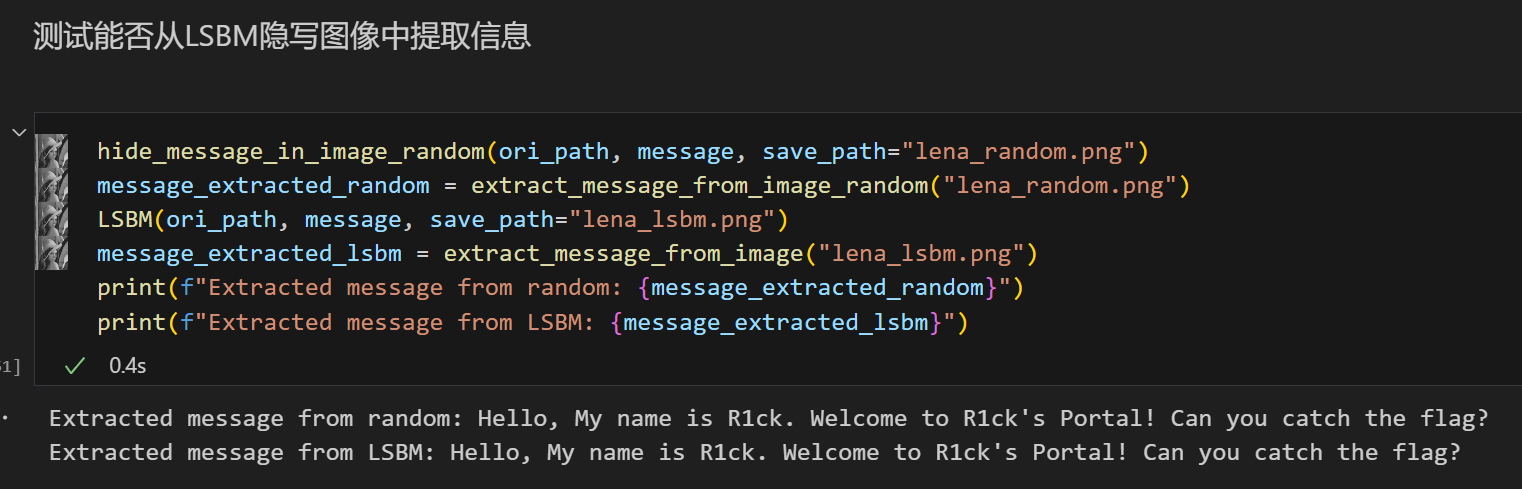 测试能否从LSBM隐写图像中提取信息
hide_message_in_image_random(ori_path, message, save_path="lena_random.png")
message_extracted_random = extract_message_from_image_random("lena_random.png")
LSBM(ori_path, message, save_path="lena_lsbm.png")
message_extracted_lsbm = extract_message_from_image("lena_lsbm.png")
print(f"Extracted message from random: {message_extracted_random}")
print(f"Extracted message from LSBM: {message_extracted_lsbm}")
1] 0.4s
Extracted message from random: Hello, My name is R1ck. Welcome to R1ck's Portal! Can you catch the flag?
Extracted message from LSBM: Hello, My name is R1ck. Welcome to R1ck's Portal! Can you catch the flag?